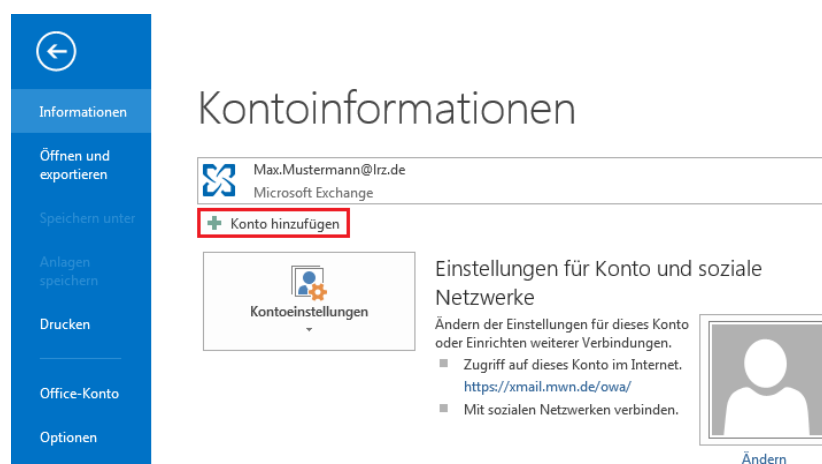 Informationen
Öffnen und
exportieren
Speichern unter
Anlagen
speichern
Drucken
Office-Konto
Optionen
Kontoinformationen
Max.Mustermann@lrz.de
Microsoft Exchange
Konto hinzufügen
Kontoeinstellungen
Einstellungen für Konto und soziale
Netzwerke
Ändern der Einstellungen für dieses Konto
oder Einrichten weiterer Verbindungen.
Zugriff auf dieses Konto im Internet.
https://xmail.mwn.de/owa/
Mit sozialen Netzwerken verbinden.
Ändern